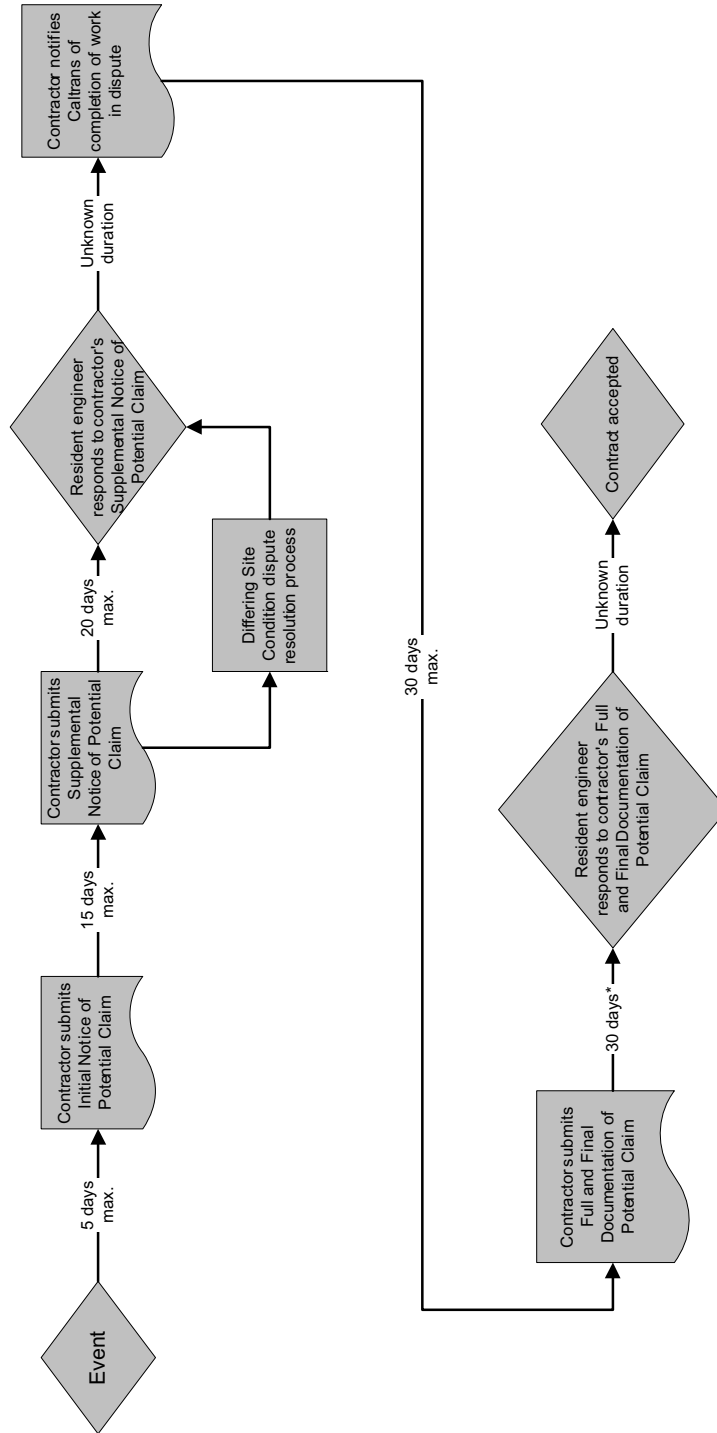 Event
5 days
max.
Contractor submits
Initial Notice of
Potential Claim
15 days
max.
Contractor submits
Supplemental
Notice of Potential
Claim
20 days
max.
Differing Site
Condition dispute
resolution process
Resident engineer
responds to contractor's
Supplemental Notice of
Potential Claim
Unknown
duration
Contractor notifies
Caltrans of
completion of work
in dispute
30 days
max.
Contractor submits
Full and Final
Documentation of
Potential Claim
30 days*
Resident engineer
responds to contractor's Full
and Final Documentation of
Potential Claim
Unknown
duration
Contract accepted